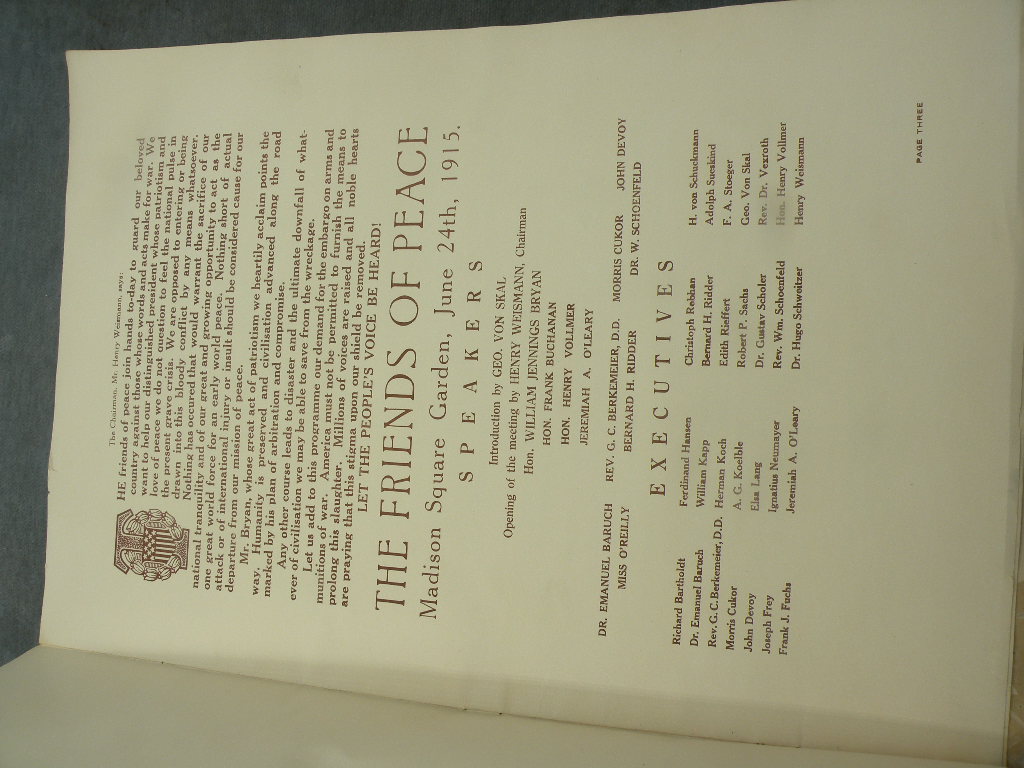 The Chairman, Mr. Henry Weismann, says:
HE friends of peace join hands to-day to guard our beloved
country against those whose words and acts make for war. We
want to help our distinguished president whose patriotism and
love of peace we do not question to feel the national pulse in
the present grave crisis. We are opposed to entering or being
drawn into this bloody conflict by any means whatsoever.
Nothing has occured that would warrant the sacrifice of our
national tranquility and of our great and growing opportunity to act as the
one great world force for an early world peace. Nothing short of actual
attack or of international injury or insult should be considered cause for our
departure from our mission of peace.
Mr. Bryan, whose great act of patriotism we heartily acclaim points the
way. Humanity is preserved and civilisation advanced along the road
marked by his plan of arbitration and compromise.
Any other course leads to disaster and the ultimate downfall of what-
ever of civilisation we may be able to save from the wreckage.
Let us add to this programme our demand for the embargo on arms and
munitions of war. America must not be permitted to furnish the means to
prolong this slaughter. Millions of voices are raised and all noble hearts
are praying that this stigma upon our shield be removed.
LET THE PEOPLE'S VOICE BE HEARD!
THE FRIENDS OF PEACE
Madison Square Garden, June 24th, 1915.
SPEAKERS
Introduction by GEO. VON SKAL
Opening of the meeting by HENRY WEISMANN, Chairman
Hon. WILLIAM JENNINGS BRYAN
HON. FRANK BUCHANAN
HON. HENRY VOLLMER
JEREMIAH A. O'LEARY
DR. EMANUEL BARUCH REV. G. C. BERKEMEIER, D.D. MORRIS CUKOR JOHN DEVOY
MISS O'REILLY BERNARD H. RIDDER DR. W. SCHOENFELD
EXECUTIVES
Richard Bartholdt Ferdinand Hansen Christoph Rebhan H. von Schuckmann
Dr. Emanuel Baruch William Kapp Bernard H. Ridder Adolph Sueskind
Rev. G. C. Berkemeier, D.D. Herman Koch Edith Rieffert F. A. Stoeger
Morris Cukor A. G. Koelble Robert P. Sachs Geo. Von Skal
John Devoy Elsa Lang Dr. Gustav Scholer Rev. Dr. Vexroth
Joseph Frey Ignatius Neumayer Rev. Wm. Schoenfeld Hon. Henry Vollmer
Frank J. Fuchs Jeremiah A. O'Leary Dr. Hugo Schweitzer Henry Weismann
PAGE THREE